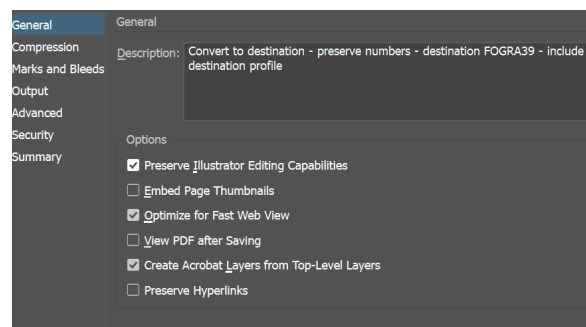 General
Compression
Marks and Bleeds
Output
Advanced
Security
Summary
General
Description: Convert to destination - preserve numbers - destination FOGRA39 - include
destination profile
Options
Preserve Illustrator Editing Capabilities
Embed Page Thumbnails
Optimize for Fast Web View
View PDF after Saving
Create Acrobat Layers from Top-Level Layers
Preserve Hyperlinks